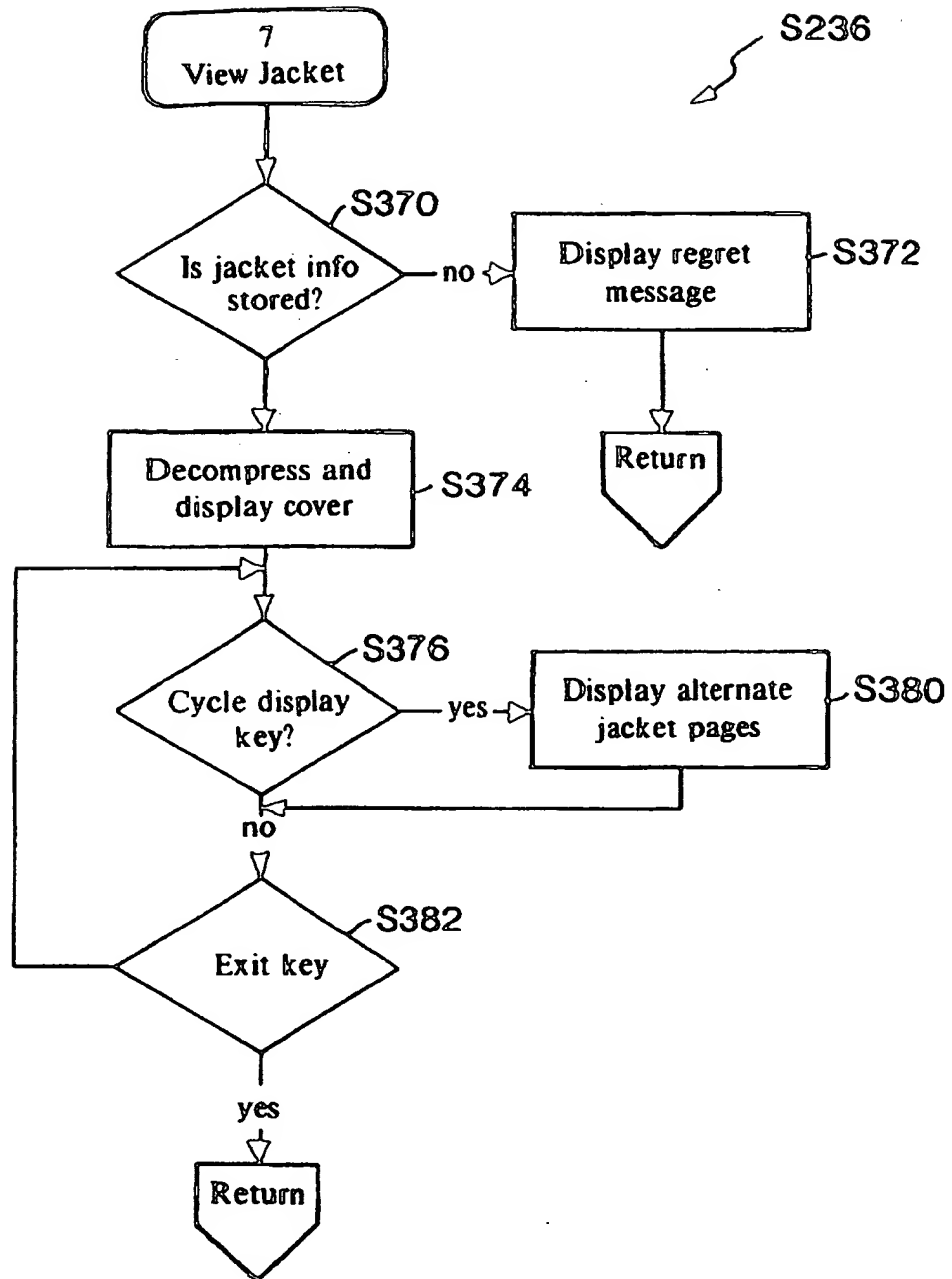 S236
7
View Jacket
S370
Is jacket info
stored?
no
Display regret
message
S372
Return
Decompress and
display cover
S374
S376
Cycle display
key?
yes
Display alternate
jacket pages
S380
no
S382
Exit key
yes
Return